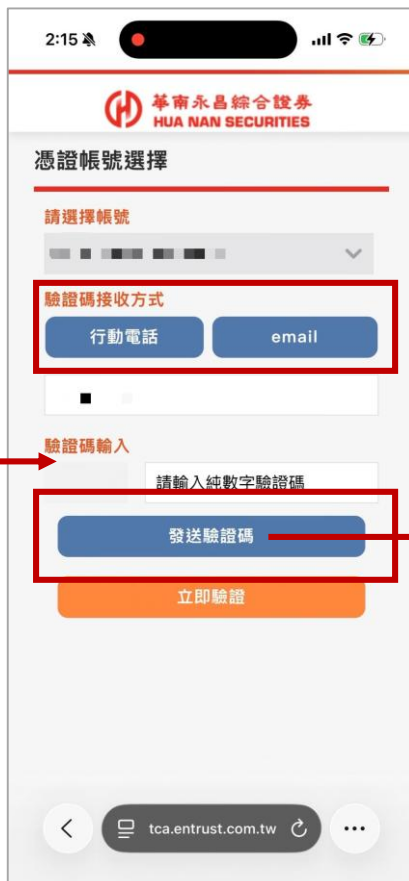 2:15
華南永昌綜合證券
HUA NAN SECURITIES
憑證帳號選擇
請選擇帳號
驗證碼接收方式
行動電話 email
驗證碼輸入
請輸入純數字驗證碼
發送驗證碼
立即驗證
tca.entrust.com.tw